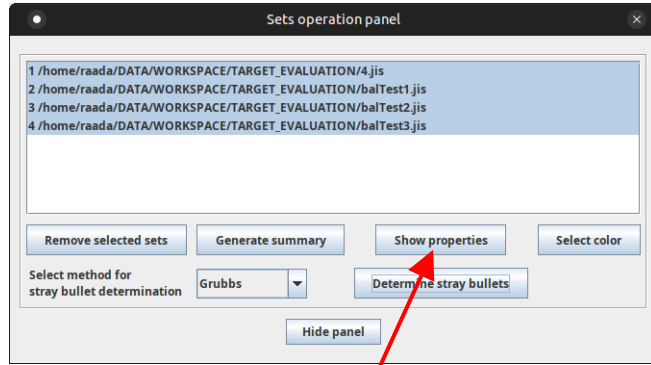 Sets operation panel
1 /home/raada/DATA/WORKSPACE/TARGET_EVALUATION/4.jis
2 /home/raada/DATA/WORKSPACE/TARGET_EVALUATION/balTest1.jis
3 /home/raada/DATA/WORKSPACE/TARGET_EVALUATION/balTest2.jis
4 /home/raada/DATA/WORKSPACE/TARGET_EVALUATION/balTest3.jis
Remove selected sets Generate summary Show properties Select color
Select method for
stray bullet determination Grubbs Determine stray bullets
Hide panel